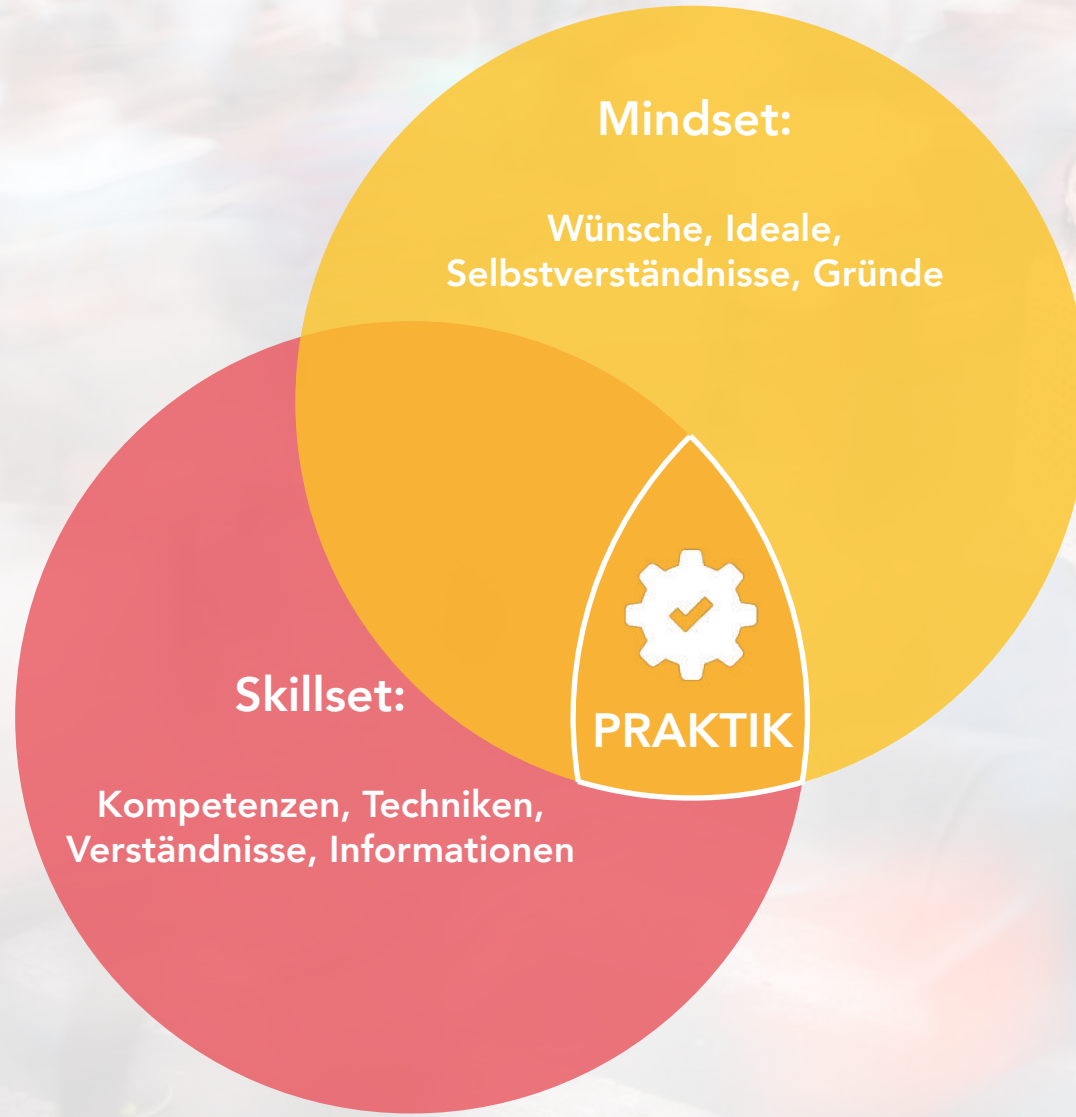 Mindset:
Wünsche, Ideale,
Selbstverständnisse, Gründe
PRAKTIK
Skillset:
Kompetenzen, Techniken,
Verständnisse, Informationen